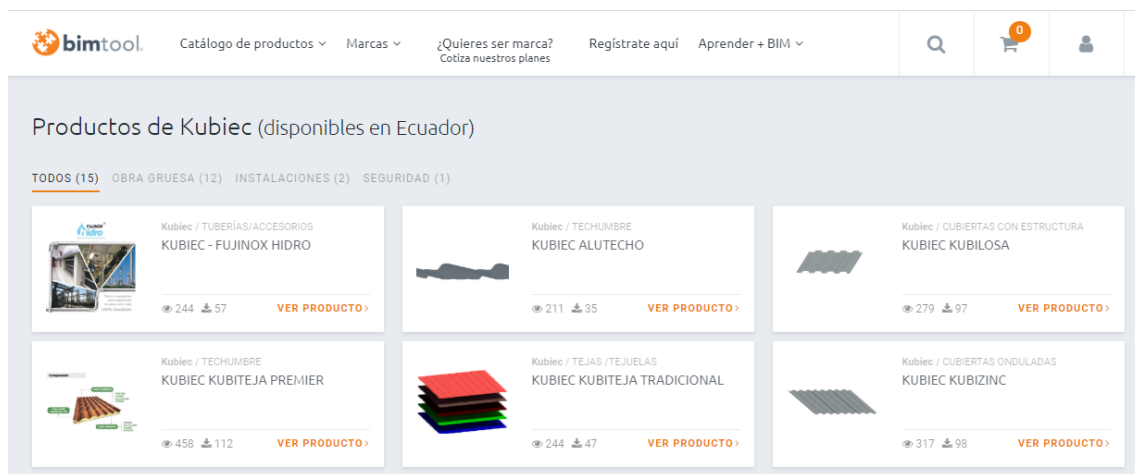 bimtool.
Catálogo de productos
Marcas
¿Quieres ser marca?
Cotiza nuestros planes
Regístrate aquí
Aprender + BIM
0
Productos de Kubiec (disponibles en Ecuador)
TODOS (15) OBRA GRUESA (12) INSTALACIONES (2) SEGURIDAD (1)
Kubiec / TUBERÍAS/ACCESORIOS
KUBIEC - FUJINOX HIDRO
244 57 VER PRODUCTO >
Kubiec / TECHUMBRE
KUBIEC ALUTECHO
211 35 VER PRODUCTO >
Kubiec / CUBIERTAS CON ESTRUCTURA
KUBIEC KUBILOSA
279 97 VER PRODUCTO >
Kubiec / TECHUMBRE
KUBIEC KUBITEJA PREMIER
458 112 VER PRODUCTO >
Kubiec / TEJAS /TEJUELAS
KUBIEC KUBITEJA TRADICIONAL
244 47 VER PRODUCTO >
Kubiec / CUBIERTAS ONDULADAS
KUBIEC KUBIZINC
317 98 VER PRODUCTO >